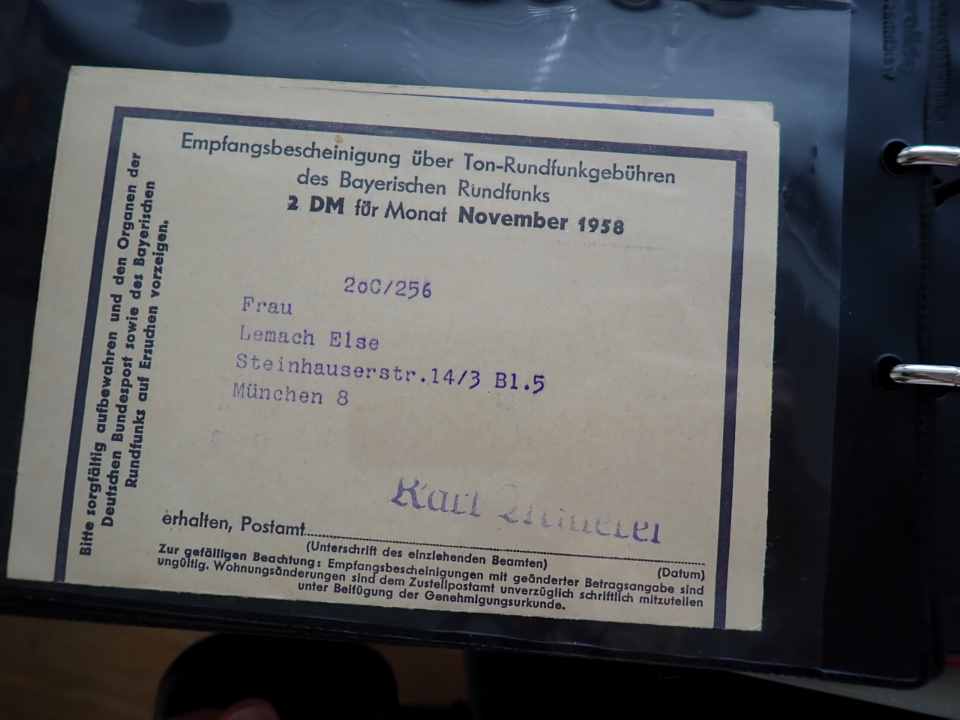 Empfangsbescheinigung über Ton-Rundfunkgebühren
des Bayerischen Rundfunks
2 DM für Monat November 1958
Bitte sorgfältig aufbewahren und den Organen der
Deutschen Bundespost sowie des Bayerischen
Rundfunks auf Ersuchen vorzeigen.
2oC/256
Frau
Lemach Else
Steinhauserstr.14/3 Bl.5
München 8
Karl
erhalten, Postamt
(Unterschrift des einziehenden Beamten)
(Datum)
Zur gefälligen Beachtung: Empfangsbescheinigungen mit geänderter Betragsangabe sind
ungültig. Wohnungsänderungen sind dem Zustellpostamt unverzüglich schriftlich mitzuteilen
unter Beifügung der Genehmigungsurkunde.